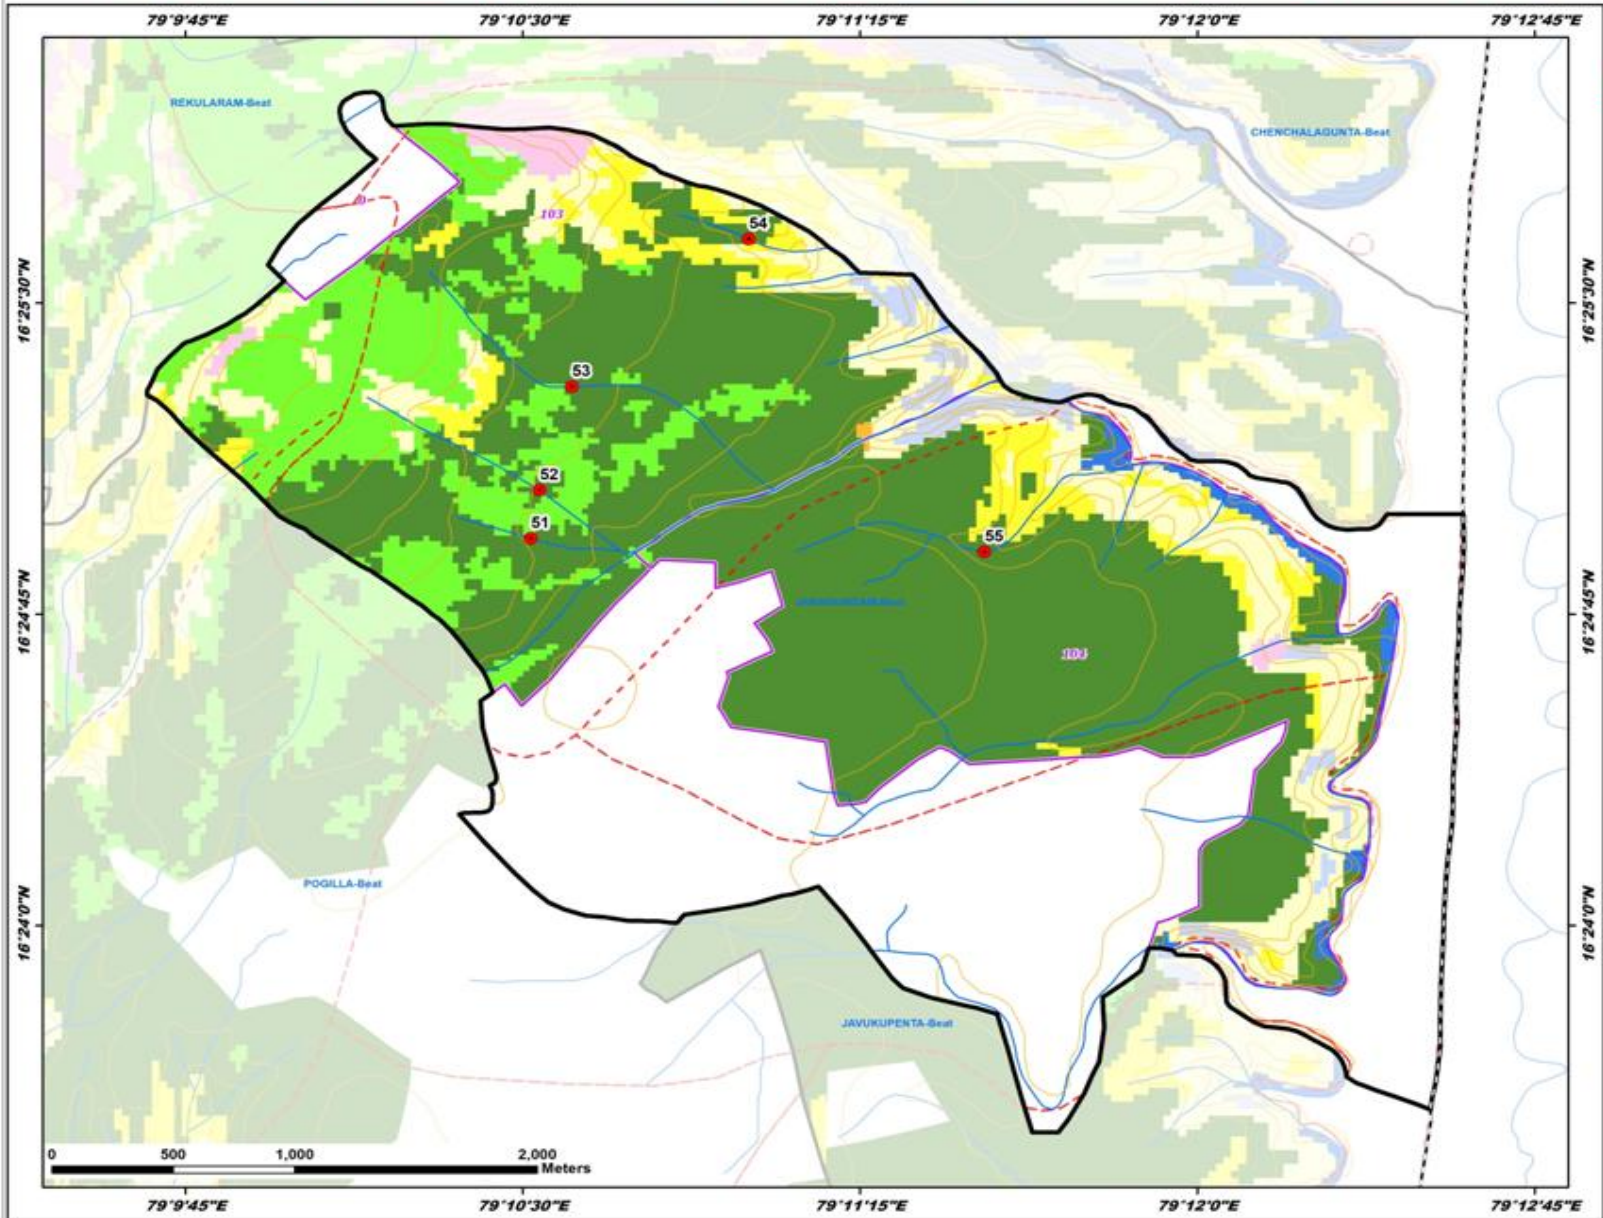 79°9'45"E 79°10'30"E 79°11'15"E 79°12'0"E 79°12'45"E
REKULARAM-Beat
CHENCHALAGUNTA-Beat
0
103
54
16°25'30"N 16°25'30"N
53
52
51
55
16°24'45"N 16°24'45"N
104
POGILLA-Beat
16°24'0"N 16°24'0"N
JAVUKUPENTA-Beat
0 500 1,000 2,000
Meters
79°9'45"E 79°10'30"E 79°11'15"E 79°12'0"E 79°12'45"E